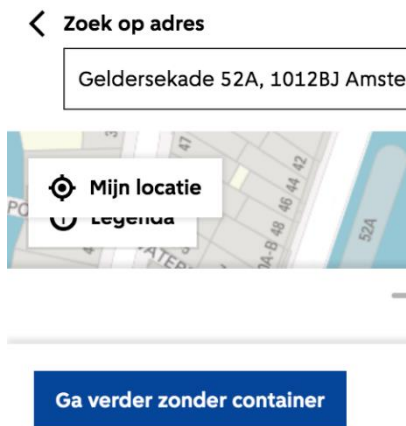 Zoek op adres
Geldersekade 52A, 1012BJ Amste
47
42
44
46
48
Mijn locatie
Legenda
52A
A-B
Ga verder zonder container